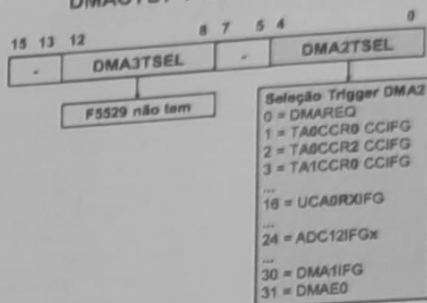 15 13 12 8 7 5 4 0
- DMA3TSEL - DMA2TSEL
F5529 não tem
Seleção Trigger DMA2
0 = DMAREQ
1 = TA0CCR0 CCIFG
2 = TA0CCR2 CCIFG
3 = TA1CCR0 CCIFG
...
16 = UCA0RXIFG
...
24 = ADC12IFGx
...
30 = DMA1IFG
31 = DMAE0